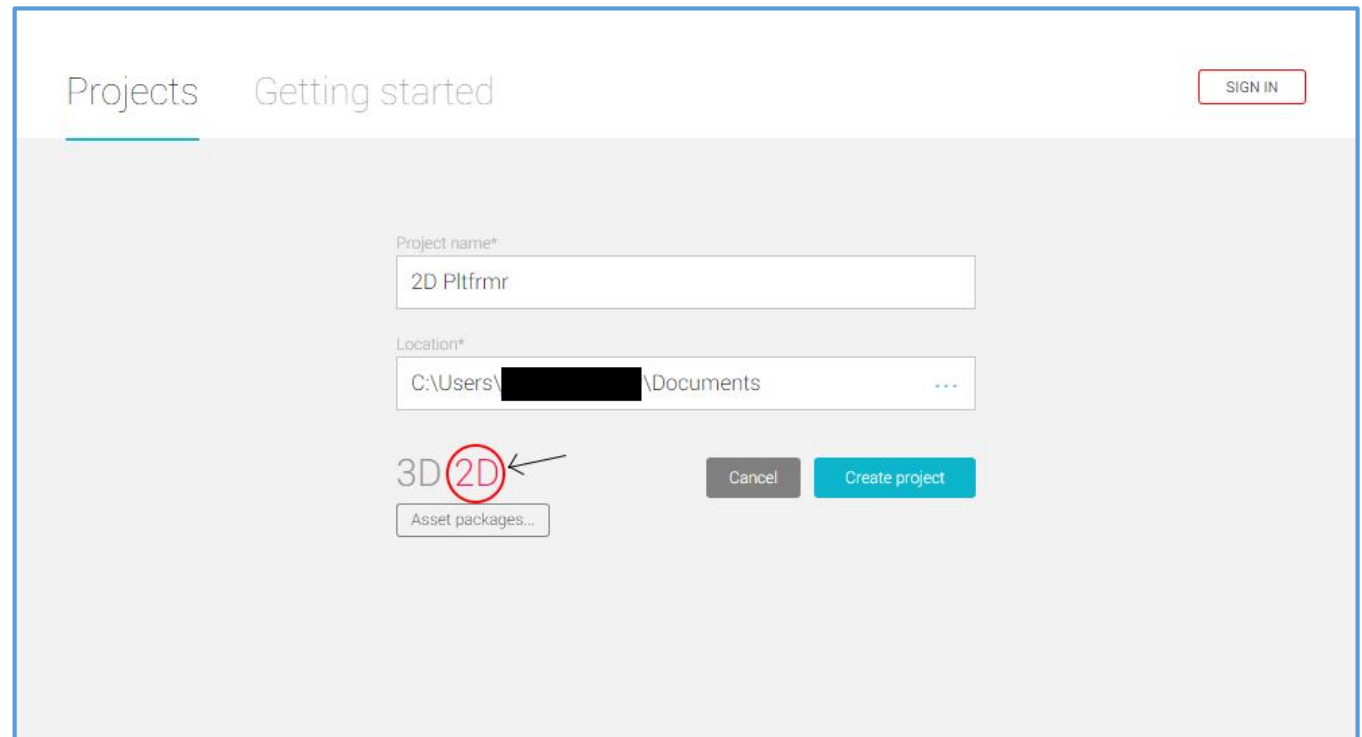 Projects Getting started SIGN IN
Project name*
2D Pltfrmr
Location*
C:\Users\ \Documents ...
3D 2D Cancel Create project
Asset packages...